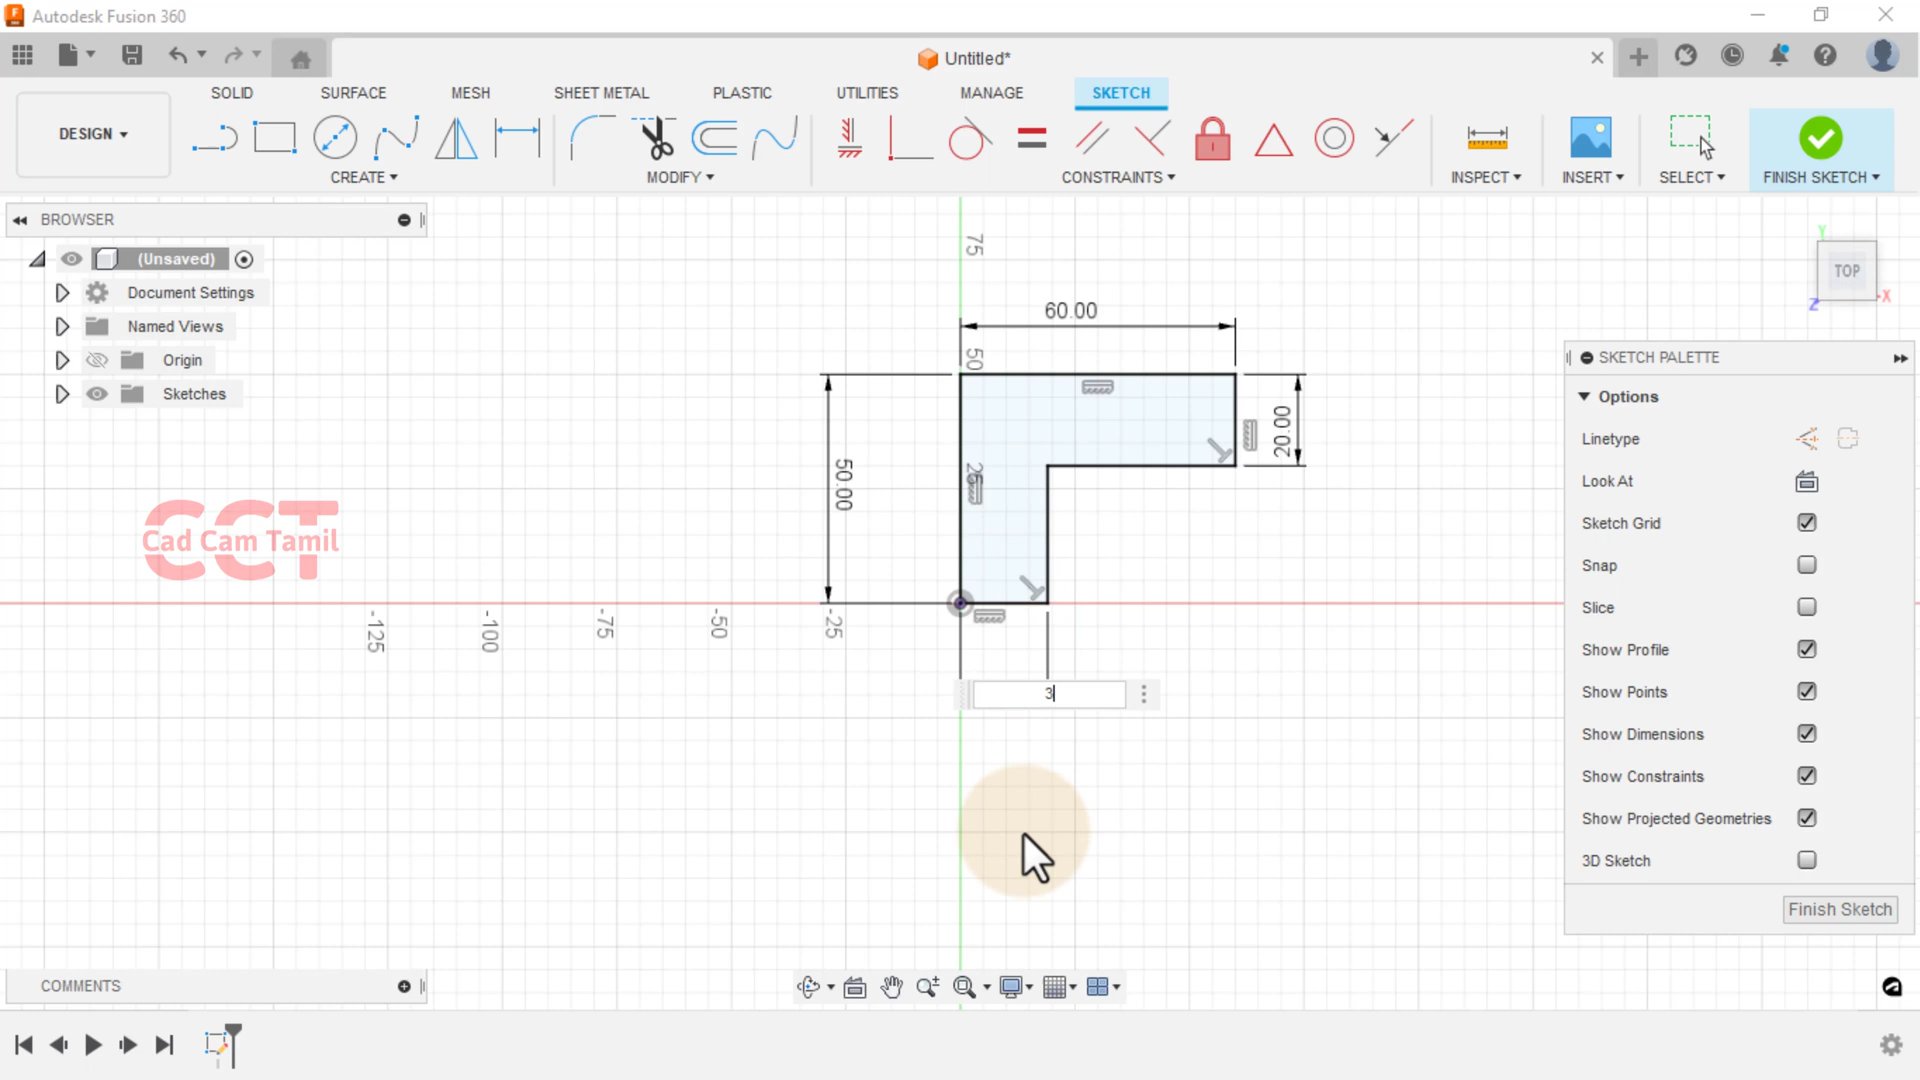 Autodesk Fusion 360
Untitled*
SOLID
SURFACE
MESH
SHEET METAL
PLASTIC
UTILITIES
MANAGE
SKETCH
DESIGN
CREATE
MODIFY
CONSTRAINTS
INSPECT
INSERT
SELECT
FINISH SKETCH
BROWSER
(Unsaved)
Document Settings
Named Views
Origin
Sketches
75
50
25
60.00
20.00
50.00
-125
-100
-75
-50
-25
3
CCT
Cad Cam Tamil
Y
TOP
X
Z
SKETCH PALETTE
Options
Linetype
Look At
Sketch Grid
Snap
Slice
Show Profile
Show Points
Show Dimensions
Show Constraints
Show Projected Geometries
3D Sketch
Finish Sketch
COMMENTS